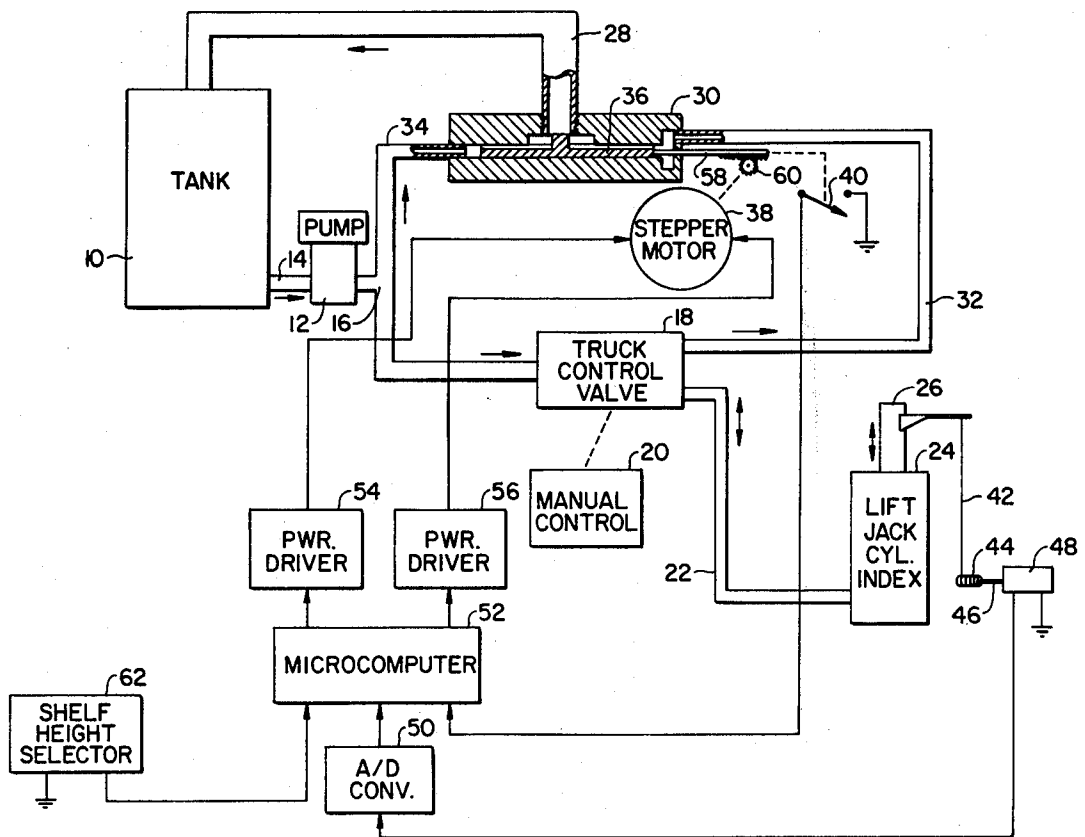 28
30
36
34
TANK
58
60
40
PUMP
STEPPER
MOTOR
38
10
14
12
16
32
18
TRUCK
CONTROL
VALVE
26
24
20
MANUAL
CONTROL
42
54
56
PWR.
DRIVER
PWR.
DRIVER
LIFT
JACK
CYL.
INDEX
22
44
48
46
52
MICROCOMPUTER
62
SHELF
HEIGHT
SELECTOR
50
A/D
CONV.